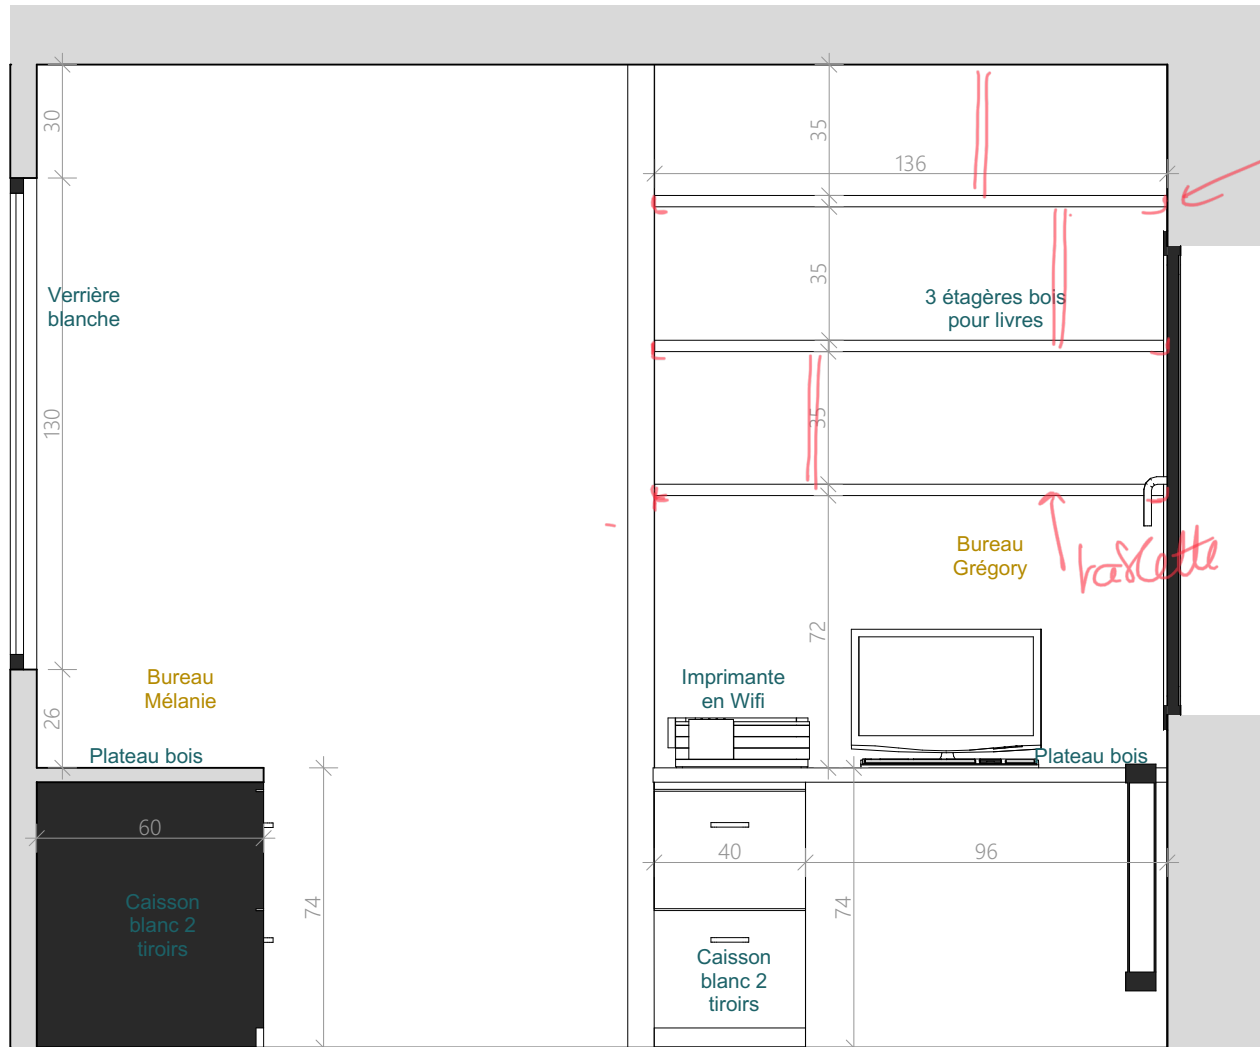 30
35
136
35
Verrière
blanche
3 étagères bois
pour livres
130
35
Bureau
Grégory
72
Bureau
Mélanie
26
Imprimante
en Wifi
Plateau bois
Plateau bois
60
40
96
74
74
Caisson
blanc 2
tiroirs
Caisson
blanc 2
tiroirs